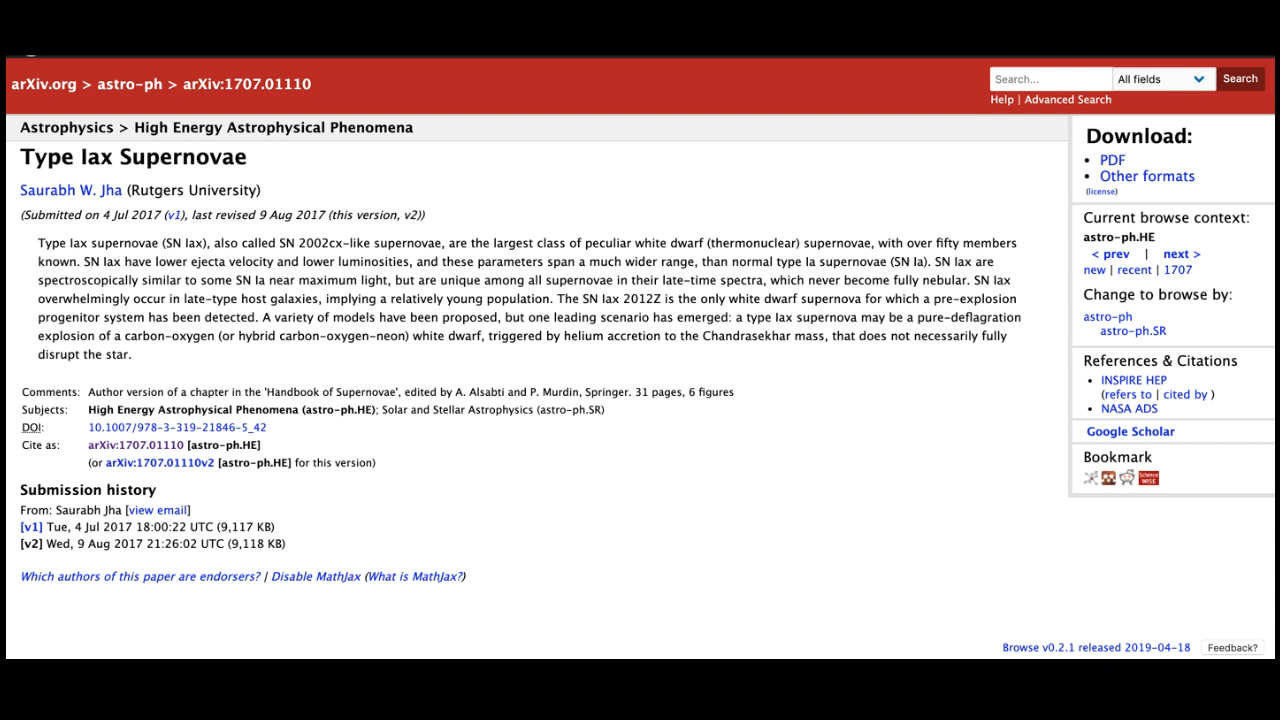 arXiv.org > astro-ph > arXiv:1707.01110
Search...
All fields
Search
Help | Advanced Search
Astrophysics > High Energy Astrophysical Phenomena
Type Iax Supernovae
Saurabh W. Jha (Rutgers University)
(Submitted on 4 Jul 2017 (v1), last revised 9 Aug 2017 (this version, v2))
Type Iax supernovae (SN Iax), also called SN 2002cx-like supernovae, are the largest class of peculiar white dwarf (thermonuclear) supernovae, with over fifty members
known. SN Iax have lower ejecta velocity and lower luminosities, and these parameters span a much wider range, than normal type Ia supernovae (SN Ia). SN Iax are
spectroscopically similar to some SN Ia near maximum light, but are unique among all supernovae in their late-time spectra, which never become fully nebular. SN Iax
overwhelmingly occur in late-type host galaxies, implying a relatively young population. The SN Iax 2012Z is the only white dwarf supernova for which a pre-explosion
progenitor system has been detected. A variety of models have been proposed, but one leading scenario has emerged: a type Iax supernova may be a pure-deflagration
explosion of a carbon-oxygen (or hybrid carbon-oxygen-neon) white dwarf, triggered by helium accretion to the Chandrasekhar mass, that does not necessarily fully
disrupt the star.
Comments: Author version of a chapter in the 'Handbook of Supernovae', edited by A. Alsabti and P. Murdin, Springer. 31 pages, 6 figures
Subjects: High Energy Astrophysical Phenomena (astro-ph.HE); Solar and Stellar Astrophysics (astro-ph.SR)
DOI: 10.1007/978-3-319-21846-5_42
Cite as: arXiv:1707.01110 [astro-ph.HE]
(or arXiv:1707.01110v2 [astro-ph.HE] for this version)
Submission history
From: Saurabh Jha [view email]
[v1] Tue, 4 Jul 2017 18:00:22 UTC (9,117 KB)
[v2] Wed, 9 Aug 2017 21:26:02 UTC (9,118 KB)
Which authors of this paper are endorsers? | Disable MathJax (What is MathJax?)
Download:
• PDF
• Other formats
(license)
Current browse context:
astro-ph.HE
< prev | next >
new | recent | 1707
Change to browse by:
astro-ph
astro-ph.SR
References & Citations
• INSPIRE HEP
(refers to | cited by )
• NASA ADS
Google Scholar
Bookmark
Science
WISE
Browse v0.2.1 released 2019-04-18
Feedback?